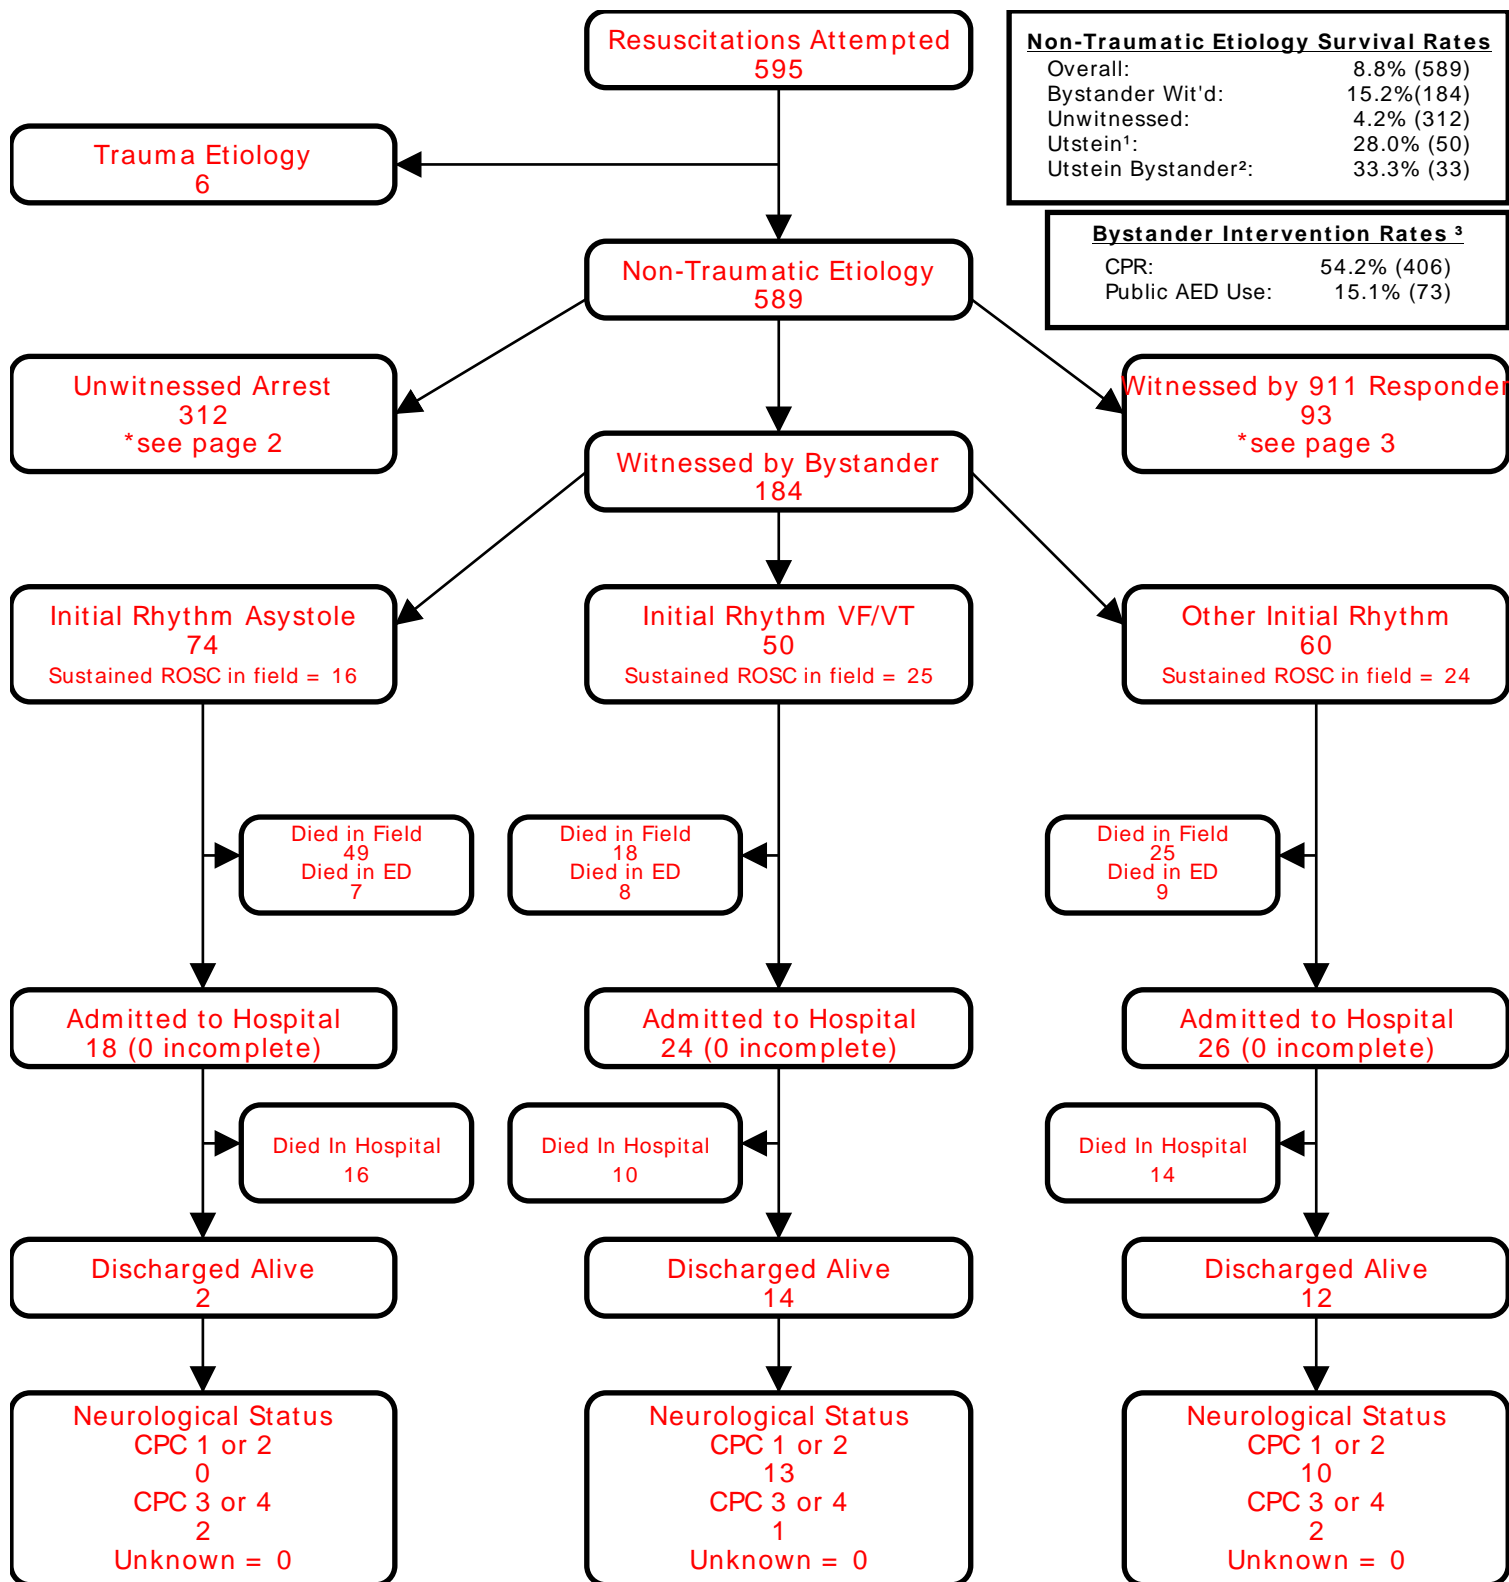 Resuscitations Attempted
595
Non-Traumatic Etiology Survival Rates
Overall: 8.8% (589)
Bystander Wit'd: 15.2%(184)
Unwitnessed: 4.2% (312)
Utstein¹: 28.0% (50)
Utstein Bystander²: 33.3% (33)
Trauma Etiology
6
Bystander Intervention Rates ³
CPR: 54.2% (406)
Public AED Use: 15.1% (73)
Non-Traumatic Etiology
589
Unwitnessed Arrest
312
*see page 2
Witnessed by 911 Responder
93
*see page 3
Witnessed by Bystander
184
Initial Rhythm Asystole
74
Sustained ROSC in field = 16
Initial Rhythm VF/VT
50
Sustained ROSC in field = 25
Other Initial Rhythm
60
Sustained ROSC in field = 24
Died in Field
49
Died in ED
7
Died in Field
18
Died in ED
8
Died in Field
25
Died in ED
9
Admitted to Hospital
18 (0 incomplete)
Admitted to Hospital
24 (0 incomplete)
Admitted to Hospital
26 (0 incomplete)
Died In Hospital
16
Died In Hospital
10
Died In Hospital
14
Discharged Alive
2
Discharged Alive
14
Discharged Alive
12
Neurological Status
CPC 1 or 2
0
CPC 3 or 4
2
Unknown = 0
Neurological Status
CPC 1 or 2
13
CPC 3 or 4
1
Unknown = 0
Neurological Status
CPC 1 or 2
10
CPC 3 or 4
2
Unknown = 0